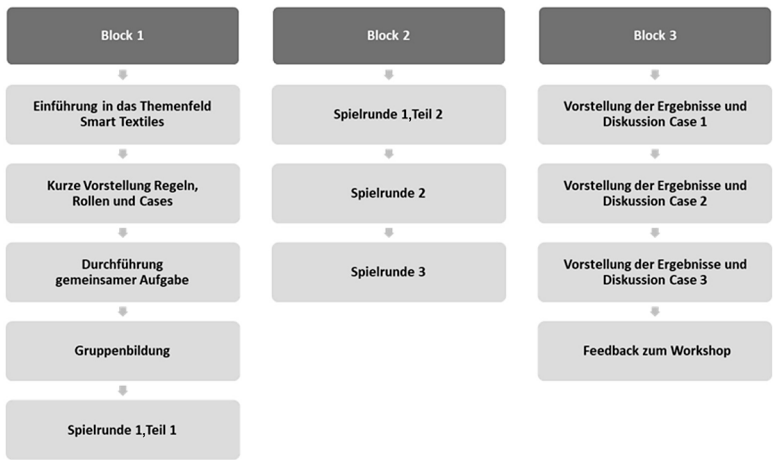 Block 1
Einführung in das Themenfeld
Smart Textiles
Kurze Vorstellung Regeln,
Rollen und Cases
Durchführung
gemeinsamer Aufgabe
Gruppenbildung
Spielrunde 1,Teil 1
Block 2
Spielrunde 1,Teil 2
Spielrunde 2
Spielrunde 3
Block 3
Vorstellung der Ergebnisse und
Diskussion Case 1
Vorstellung der Ergebnisse und
Diskussion Case 2
Vorstellung der Ergebnisse und
Diskussion Case 3
Feedback zum Workshop